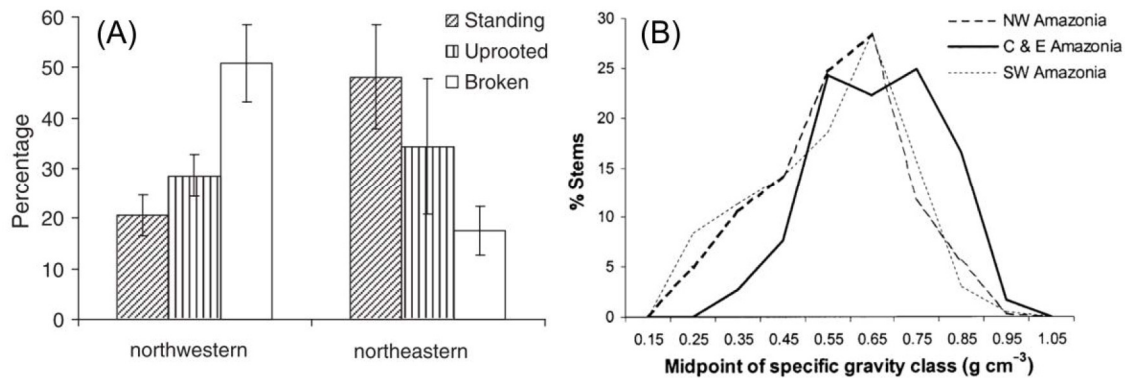 (A)
Standing
Uprooted
Broken
60
50
40
30
20
10
0
Percentage
northwestern
northeastern
(B)
NW Amazonia
C & E Amazonia
SW Amazonia
30
25
20
15
10
5
0
% Stems
0.15 0.25 0.35 0.45 0.55 0.65 0.75 0.85 0.95 1.05
Midpoint of specific gravity class (g cm⁻³)